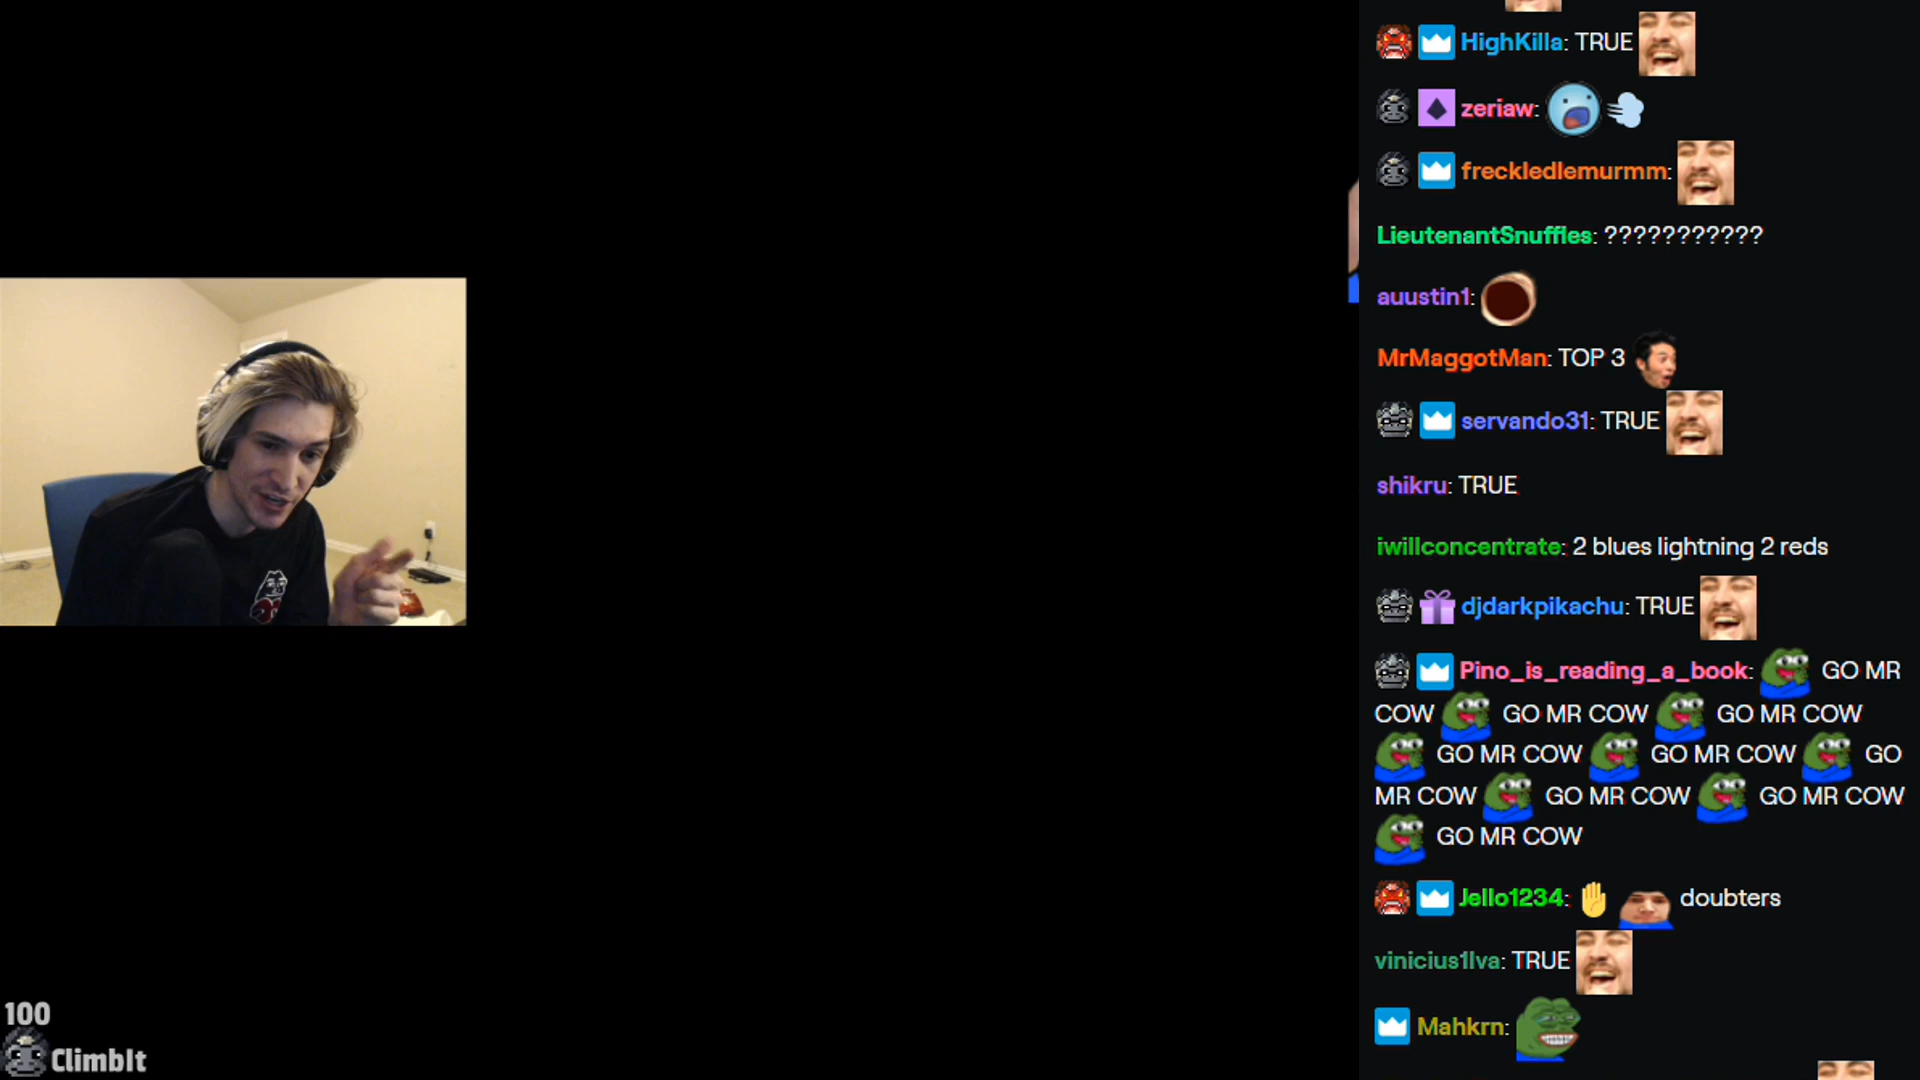 HighKilla: TRUE
zeriaw:
freckledlemurmm:
LieutenantSnuffles: ???????????
auustin1:
MrMaggotMan: TOP 3
servando31: TRUE
shikru: TRUE
iwillconcentrate: 2 blues lightning 2 reds
djdarkpikachu: TRUE
Pino_is_reading_a_book: GO MR
COW GO MR COW GO MR COW
GO MR COW GO MR COW GO
MR COW GO MR COW GO MR COW
GO MR COW
Jello1234: doubters
vinicius1lva: TRUE
Mahkrn:
100
ClimbIt